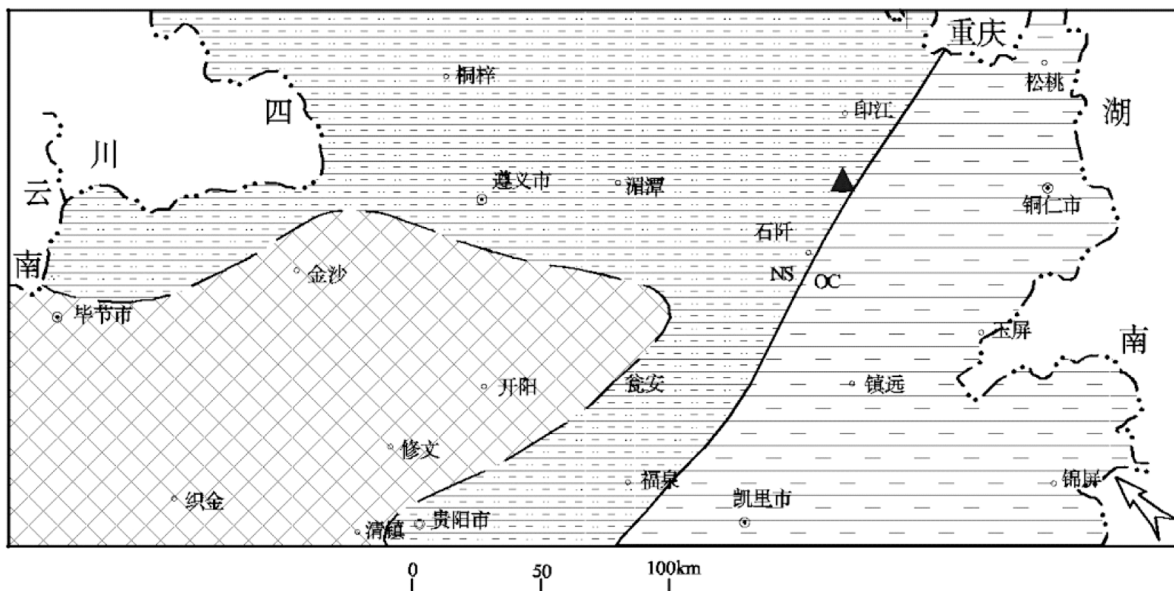 重庆
松桃
桐梓
四
印江
湖
川
遵义市
湄潭
云
铜仁市
石阡
南
金沙
NS
OC
毕节市
玉屏
南
开阳
瓮安
镇远
修文
织金
福泉
锦屏
凯里市
贵阳市
清镇
0 50 100km